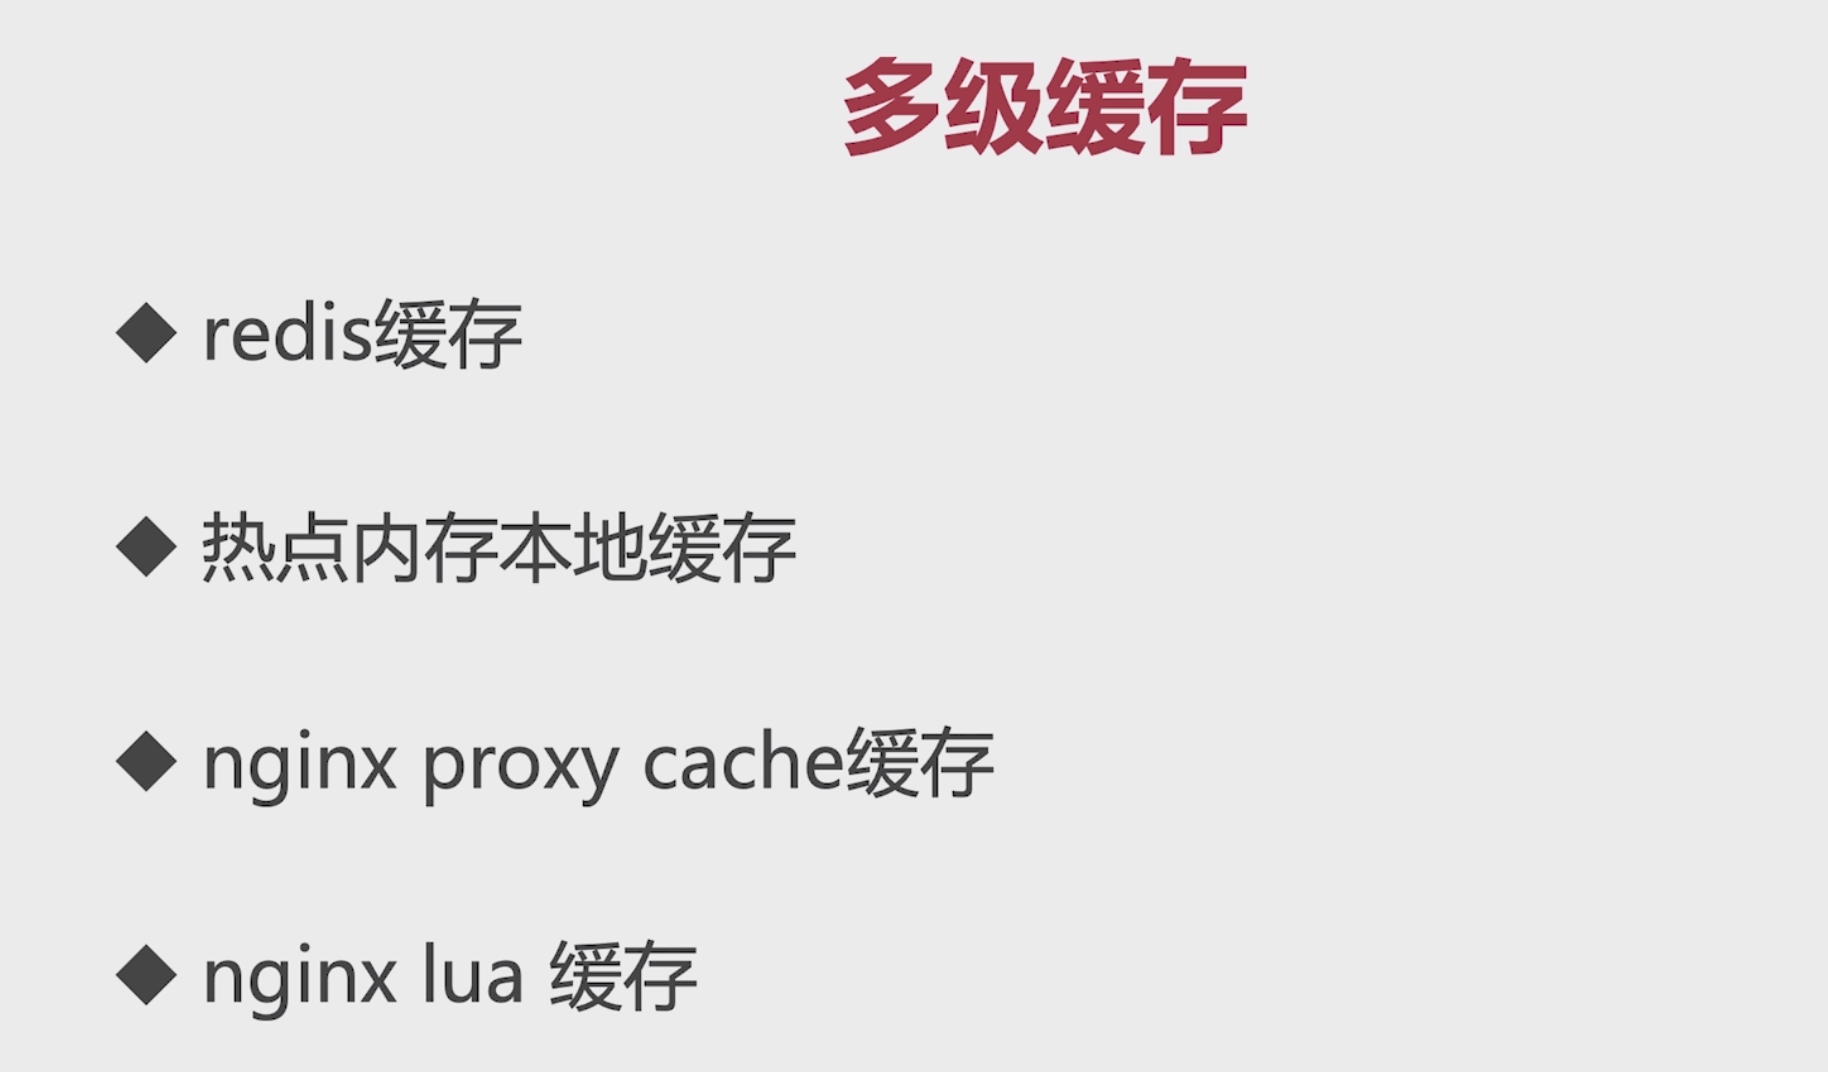 多级缓存
◆ redis缓存
◆ 热点内存本地缓存
◆ nginx proxy cache缓存
◆ nginx lua 缓存